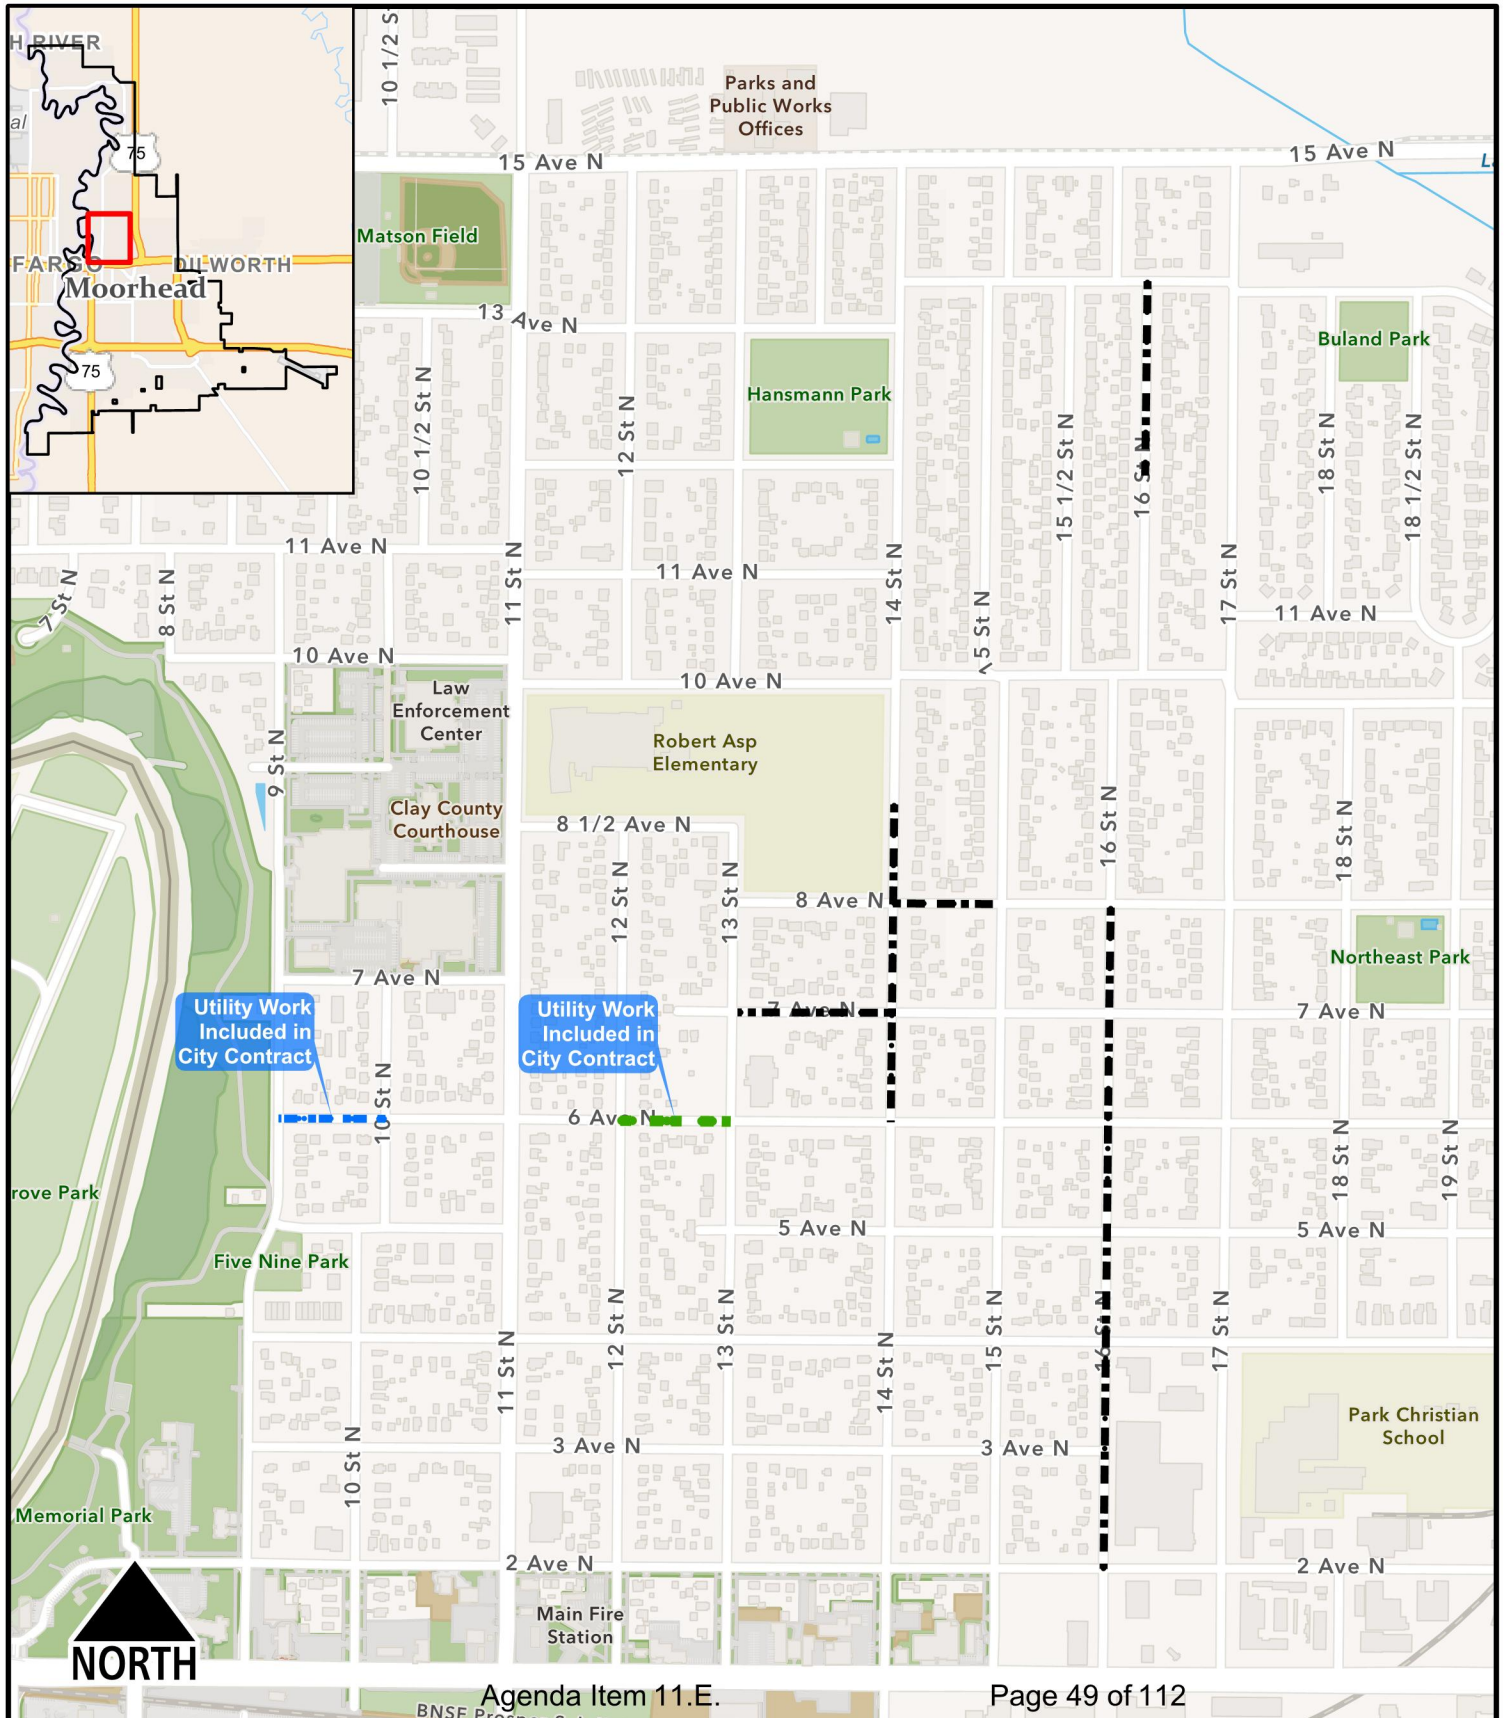 H RIVER
al
75
FARGO
DILWORTH
Moorhead
75
10 1/2 S
Parks and
Public Works
Offices
15 Ave N
15 Ave N
Matson Field
13 Ave N
Buland Park
Hansmann Park
10 1/2 St N
12 St N
15 1/2 St N
16 St N
18 St N
18 1/2 St N
11 Ave N
11 St N
11 Ave N
14 St N
17 St N
7 St N
8 St N
15 St N
11 Ave N
10 Ave N
10 Ave N
Law
Enforcement
Center
Robert Asp
Elementary
9 St N
Clay County
Courthouse
8 1/2 Ave N
16 St N
18 St N
12 St N
13 St N
8 Ave N
Northeast Park
7 Ave N
Utility Work
Included in
City Contract
Utility Work
Included in
City Contract
7 Ave N
7 Ave N
10 St N
6 Ave N
18 St N
19 St N
rove Park
5 Ave N
5 Ave N
Five Nine Park
12 St N
13 St N
15 St N
16 St N
17 St N
11 St N
14 St N
Park Christian
School
10 St N
3 Ave N
3 Ave N
Memorial Park
2 Ave N
2 Ave N
Main Fire
Station
NORTH
Agenda Item 11.E.
Page 49 of 112
BNSF